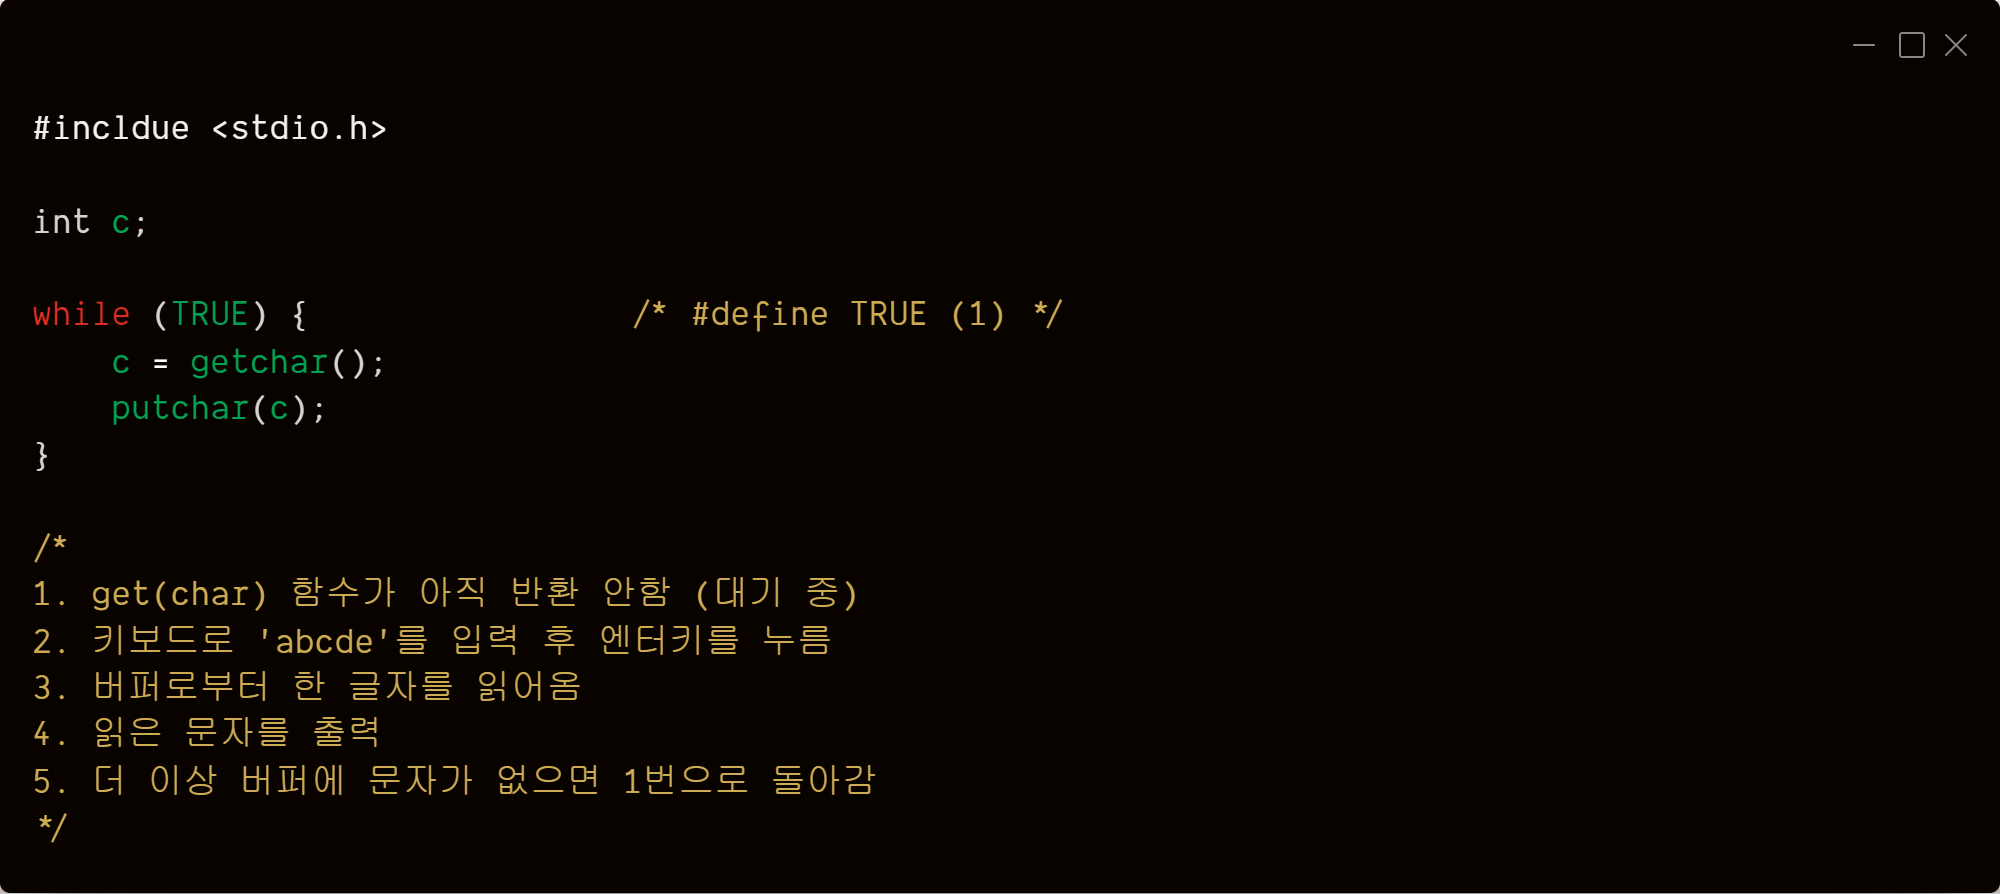 #incldue <stdio.h>
int c;
while (TRUE) { /* #define TRUE (1) */
c = getchar();
putchar(c);
}
/*
1. get(char) 함수가 아직 반환 안함 (대기 중)
2. 키보드로 'abcde'를 입력 후 엔터키를 누름
3. 버퍼로부터 한 글자를 읽어옴
4. 읽은 문자를 출력
5. 더 이상 버퍼에 문자가 없으면 1번으로 돌아감
*/